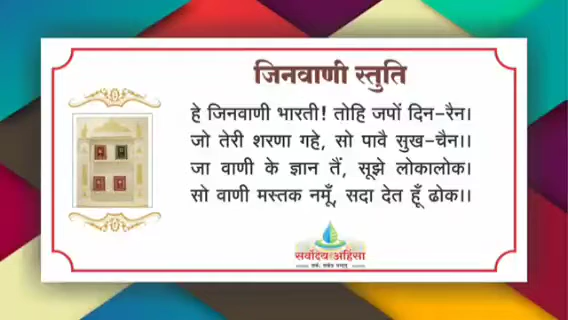 जिनवाणी स्तुति
हे जिनवाणी भारती! तोहि जपों दिन-रैन।
जो तेरी शरणा गहे, सो पावै सुख-चैन।।
जा वाणी के ज्ञान तैं, सूझे लोकालोक।
सो वाणी मस्तक नमूँ, सदा देत हूँ ढोक।।
सर्वोदय अहिंसा